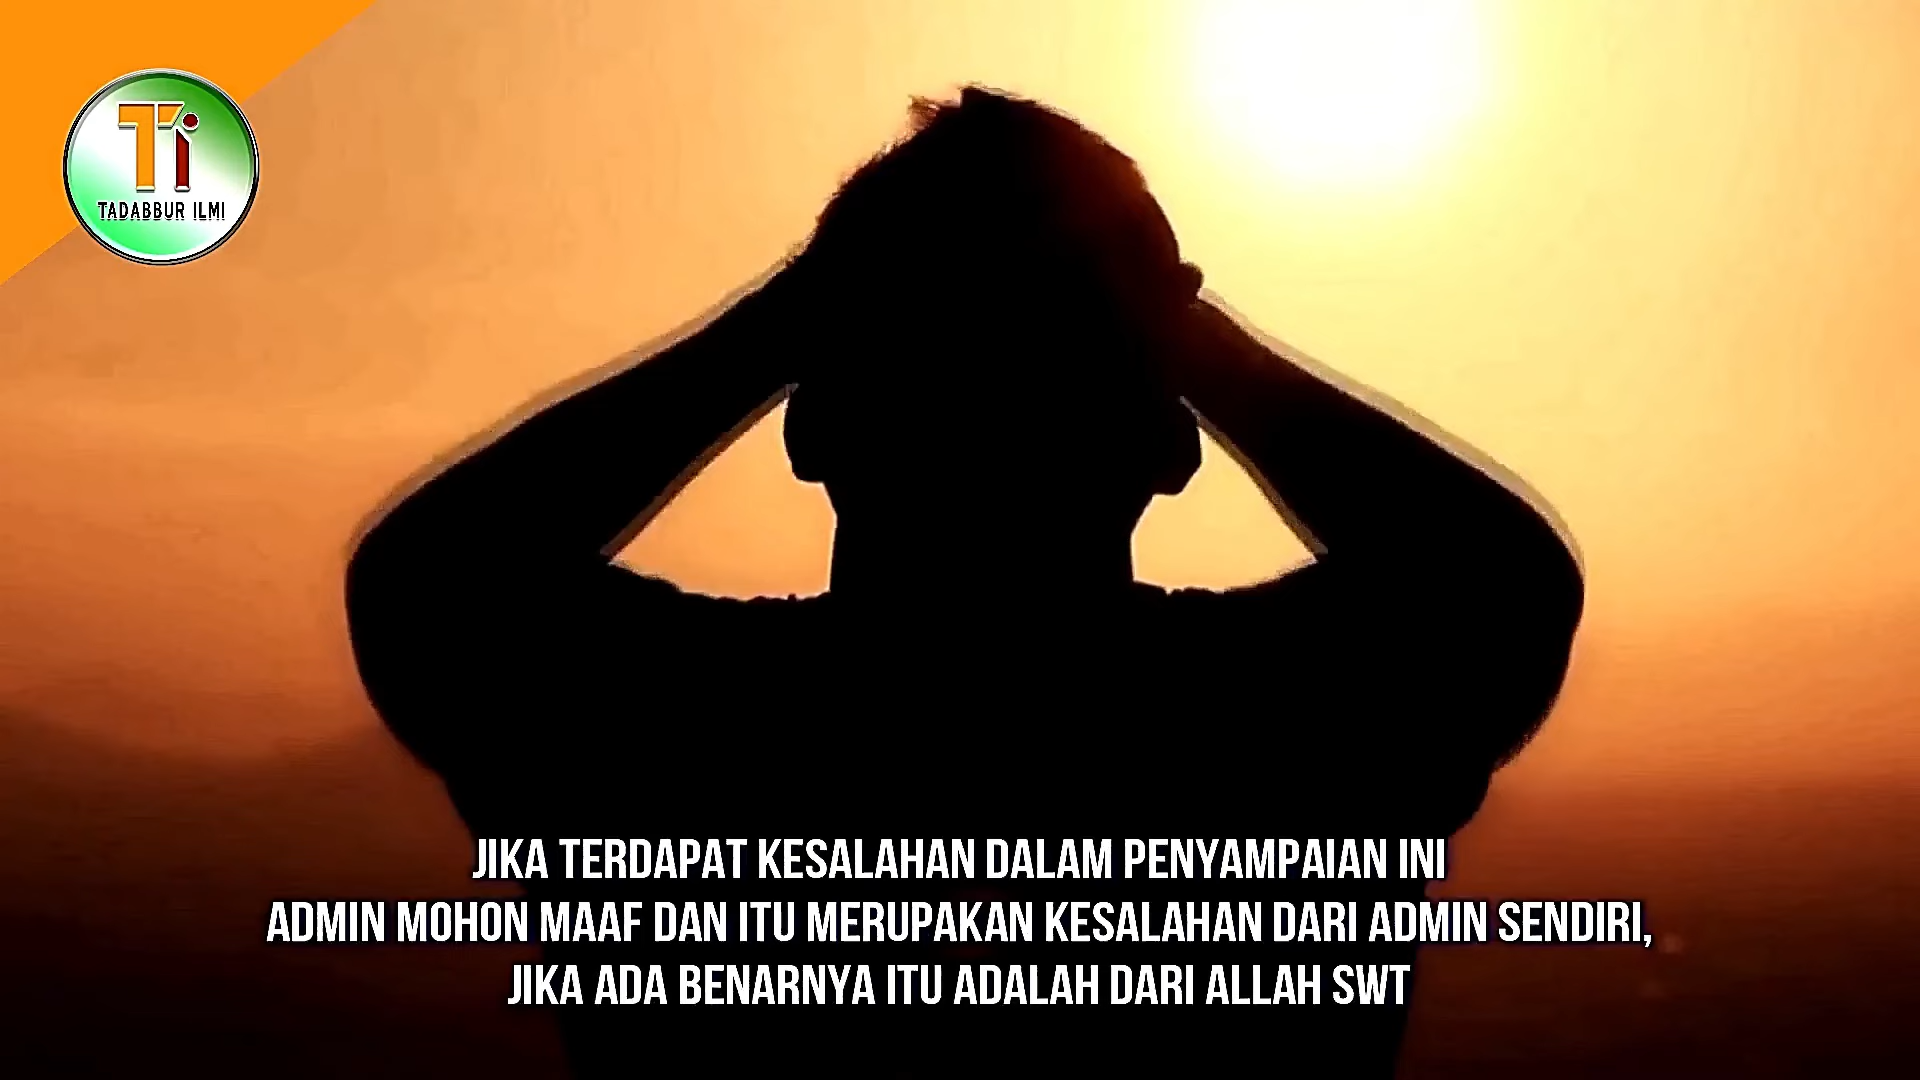 Ti
TADABBUR ILMI
JIKA TERDAPAT KESALAHAN DALAM PENYAMPAIAN INI
ADMIN MOHON MAAF DAN ITU MERUPAKAN KESALAHAN DARI ADMIN SENDIRI,
JIKA ADA BENARNYA ITU ADALAH DARI ALLAH SWT